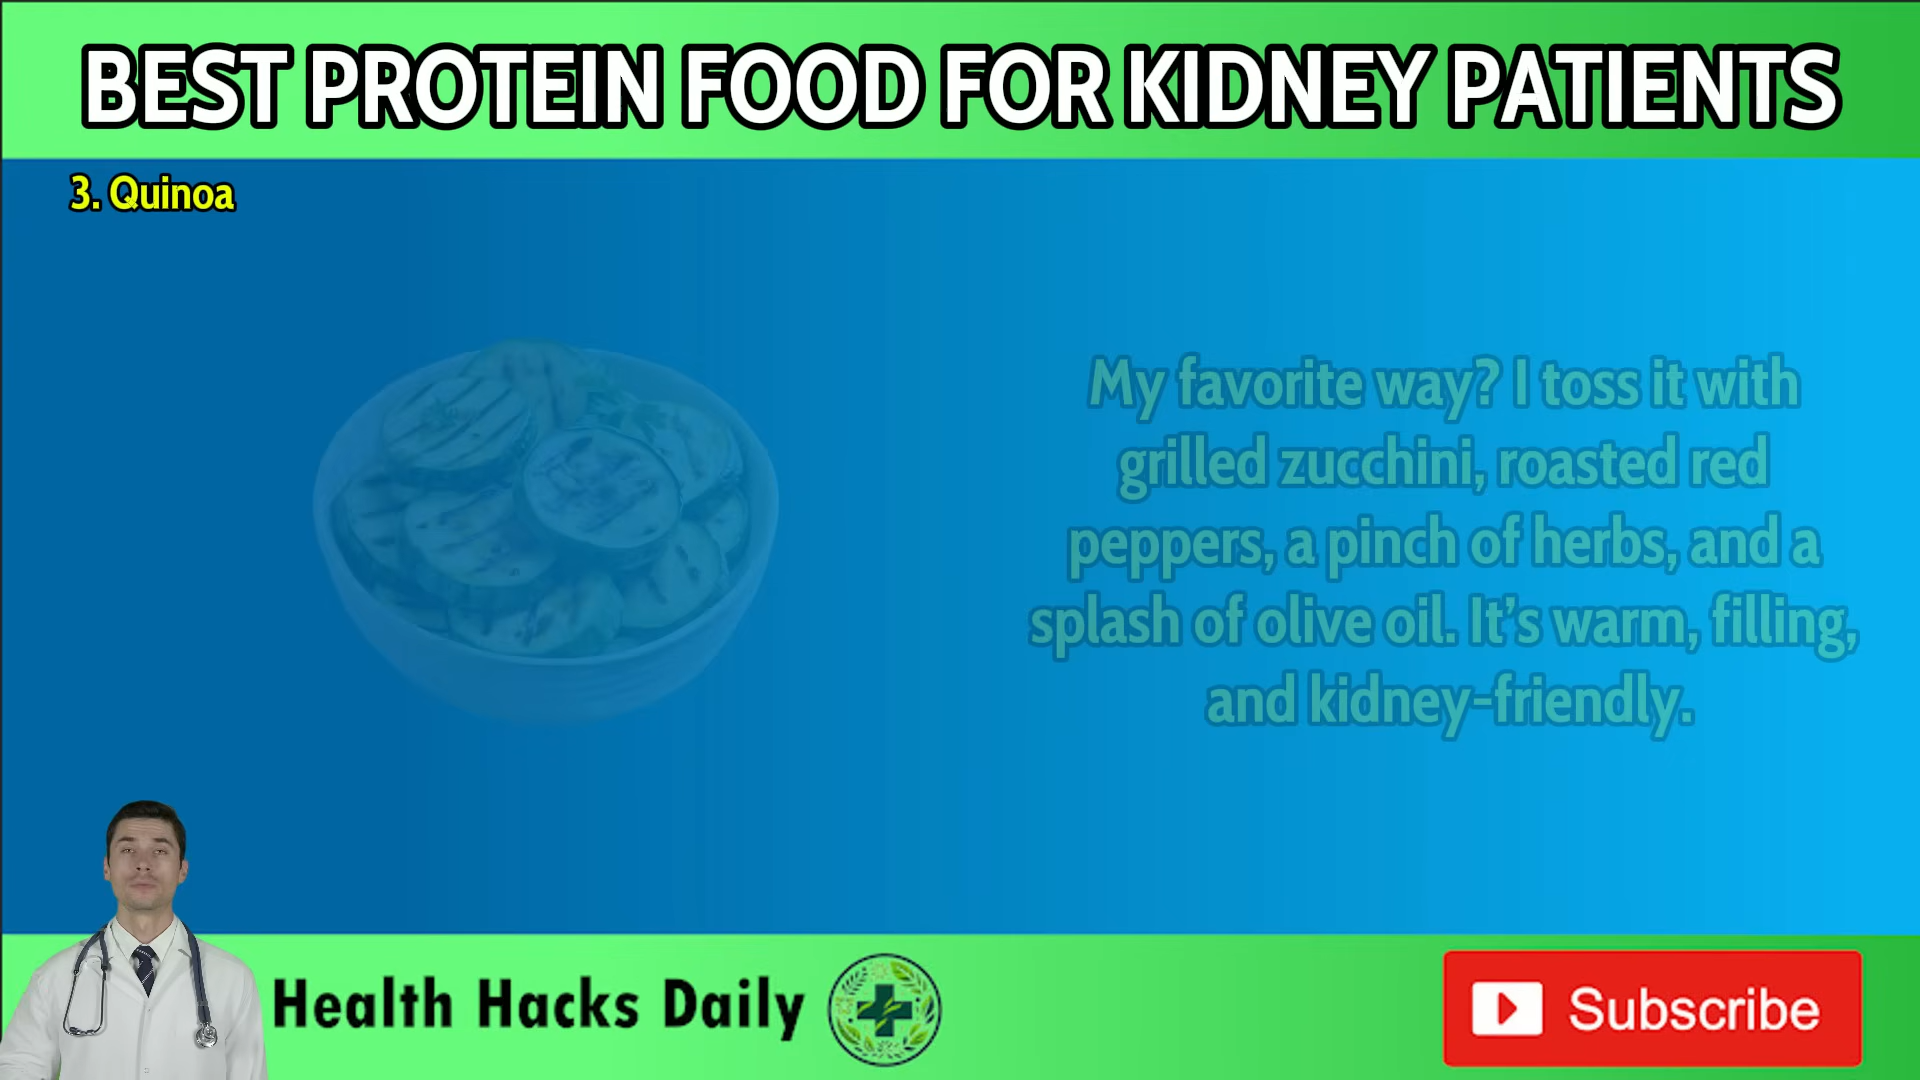 BEST PROTEIN FOOD FOR KIDNEY PATIENTS
3. Quinoa
My favorite way? I toss it with
grilled zucchini, roasted red
peppers, a pinch of herbs, and a
splash of olive oil. It’s warm, filling,
and kidney-friendly.
Health Hacks Daily
Subscribe